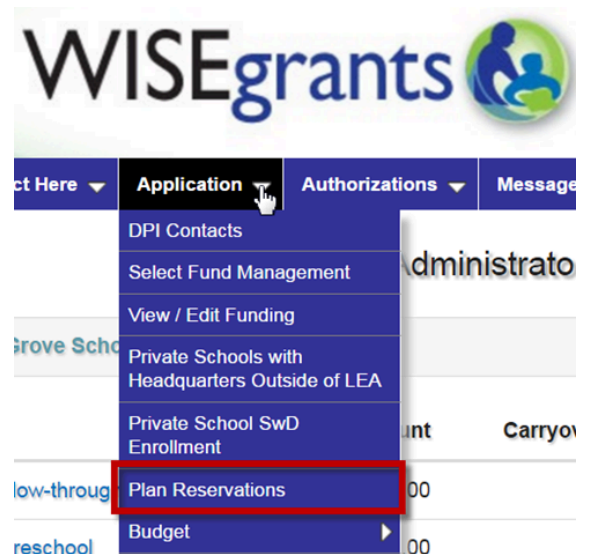 WISEgrants
ct Here Application Authorizations Message
DPI Contacts
Select Fund Management
Administrato
View / Edit Funding
Grove Scho
Private Schools with
Headquarters Outside of LEA
Private School SwD
Enrollment
unt Carryov
low-throug Plan Reservations 00
Budget
reschool 00